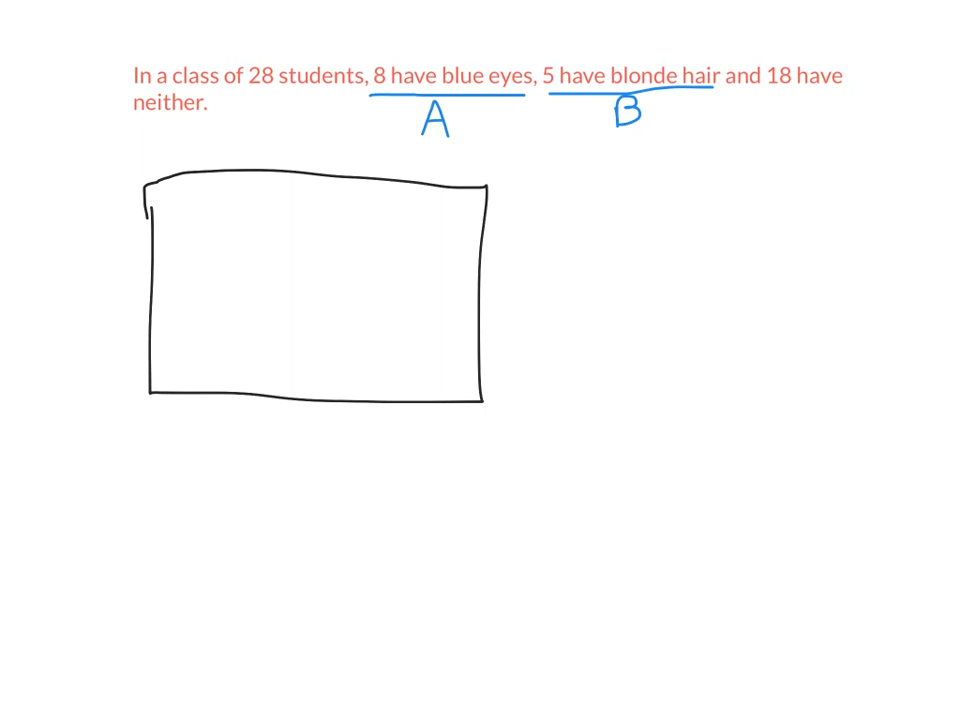 In a class of 28 students, 8 have blue eyes, 5 have blonde hair and 18 have
neither.
A B